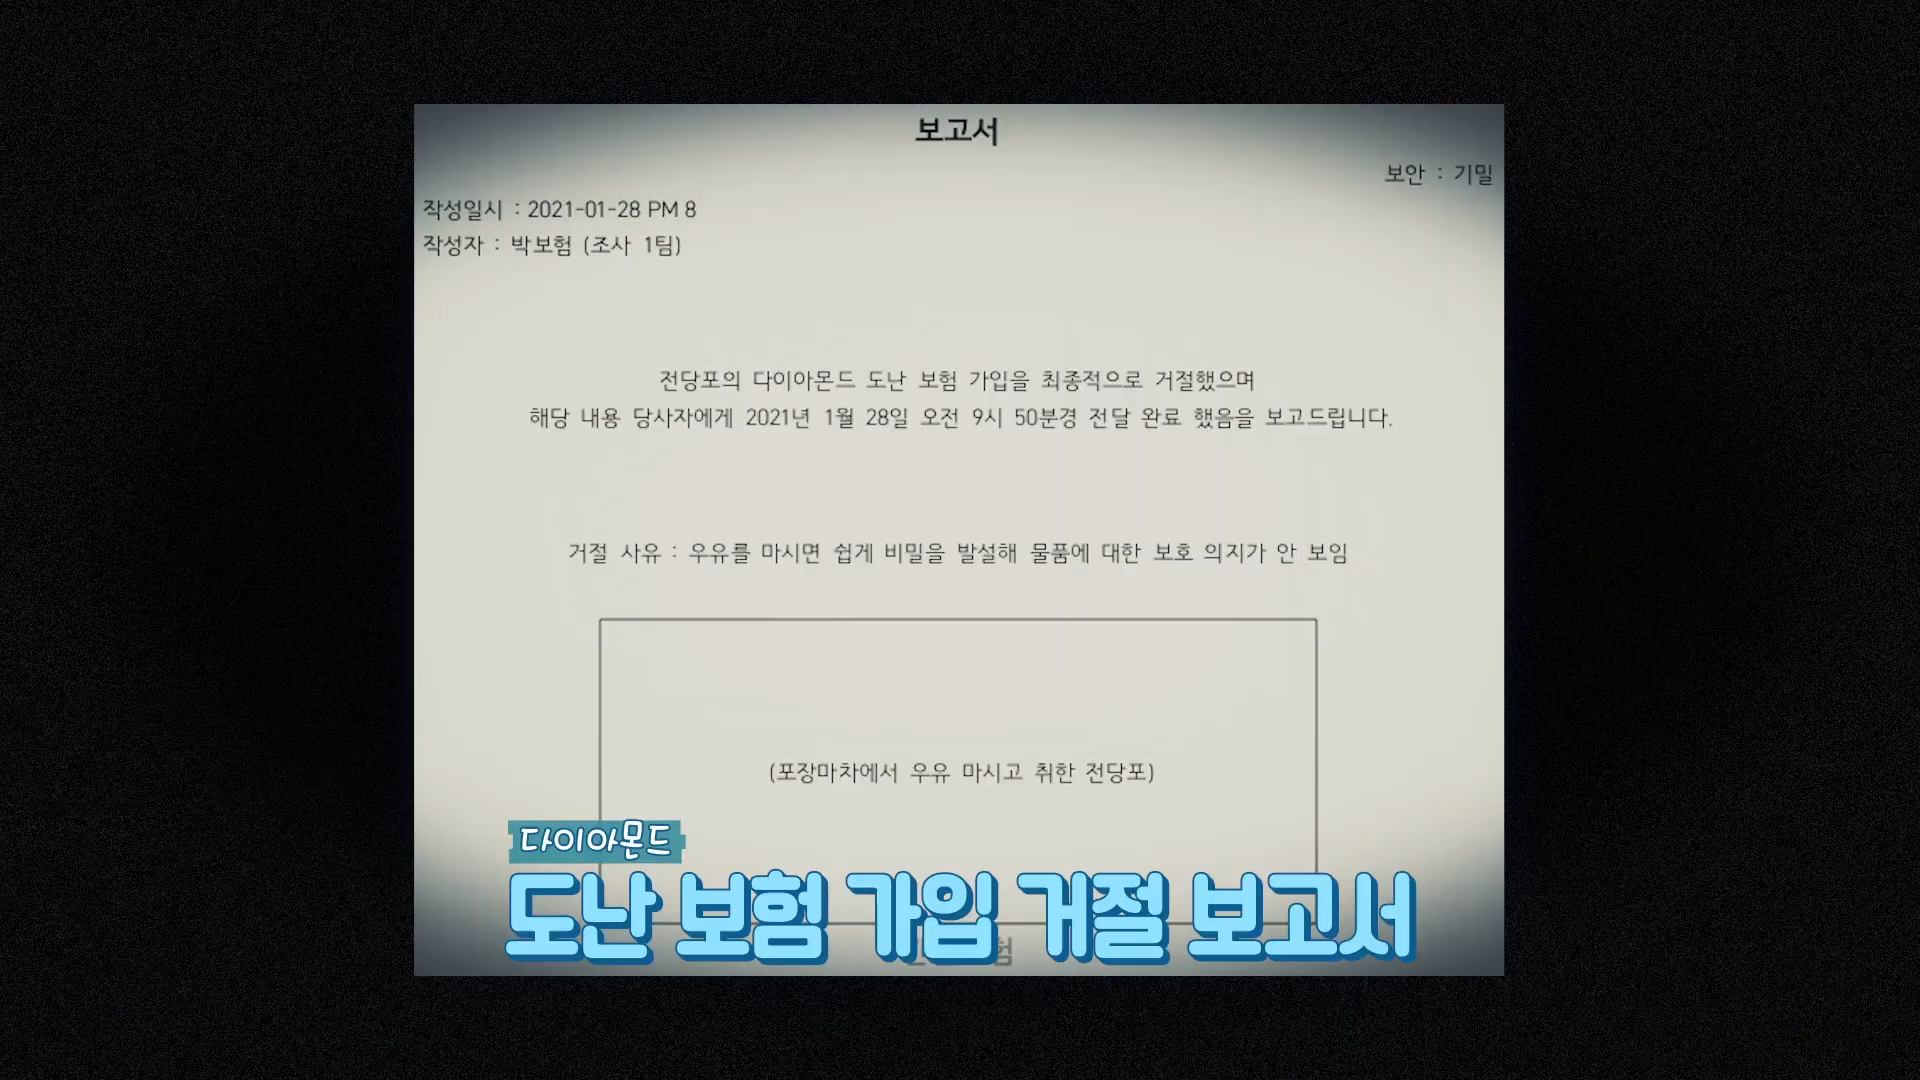 보고서
보안 : 기밀
작성일시 : 2021-01-28 PM 8
작성자 : 박보험 (조사 1팀)
전당포의 다이아몬드 도난 보험 가입을 최종적으로 거절했으며
해당 내용 당사자에게 2021년 1월 28일 오전 9시 50분경 전달 완료 했음을 보고드립니다.
거절 사유 : 우유를 마시면 쉽게 비밀을 발설해 물품에 대한 보호 의지가 안 보임
(포장마차에서 우유 마시고 취한 전당포)
다이아몬드
도난 보험 가입 거절 보고서